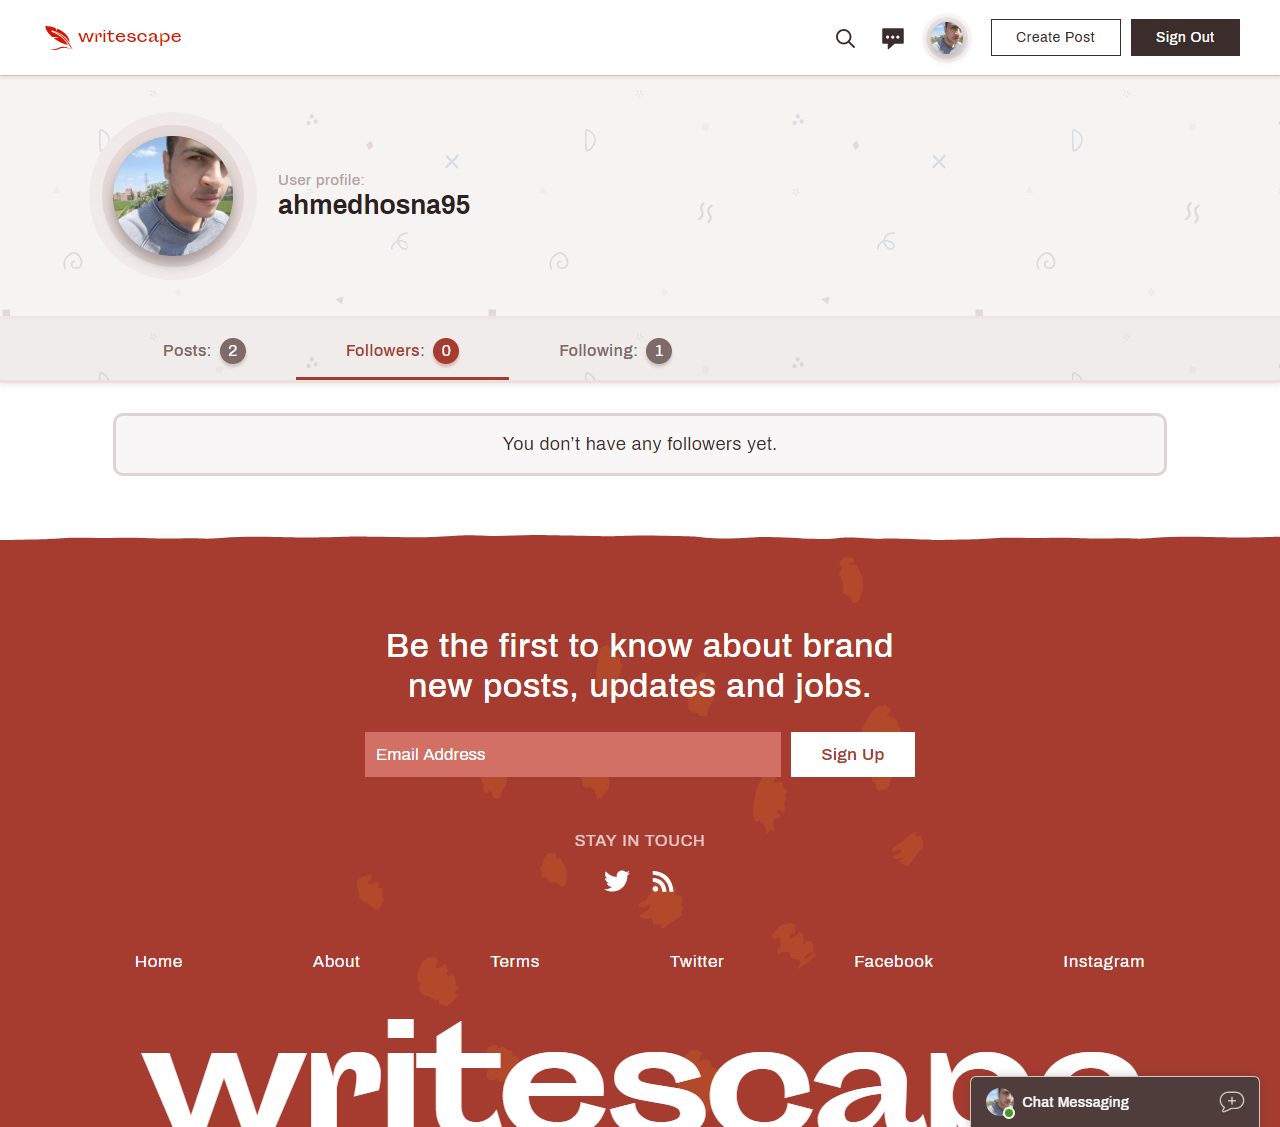 writescape
Create Post
Sign Out
User profile:
ahmedhosna95
Posts: 2
Followers: 0
Following: 1
You don’t have any followers yet.
Be the first to know about brand
new posts, updates and jobs.
Email Address
Sign Up
STAY IN TOUCH
Home
About
Terms
Twitter
Facebook
Instagram
writescape
Chat Messaging